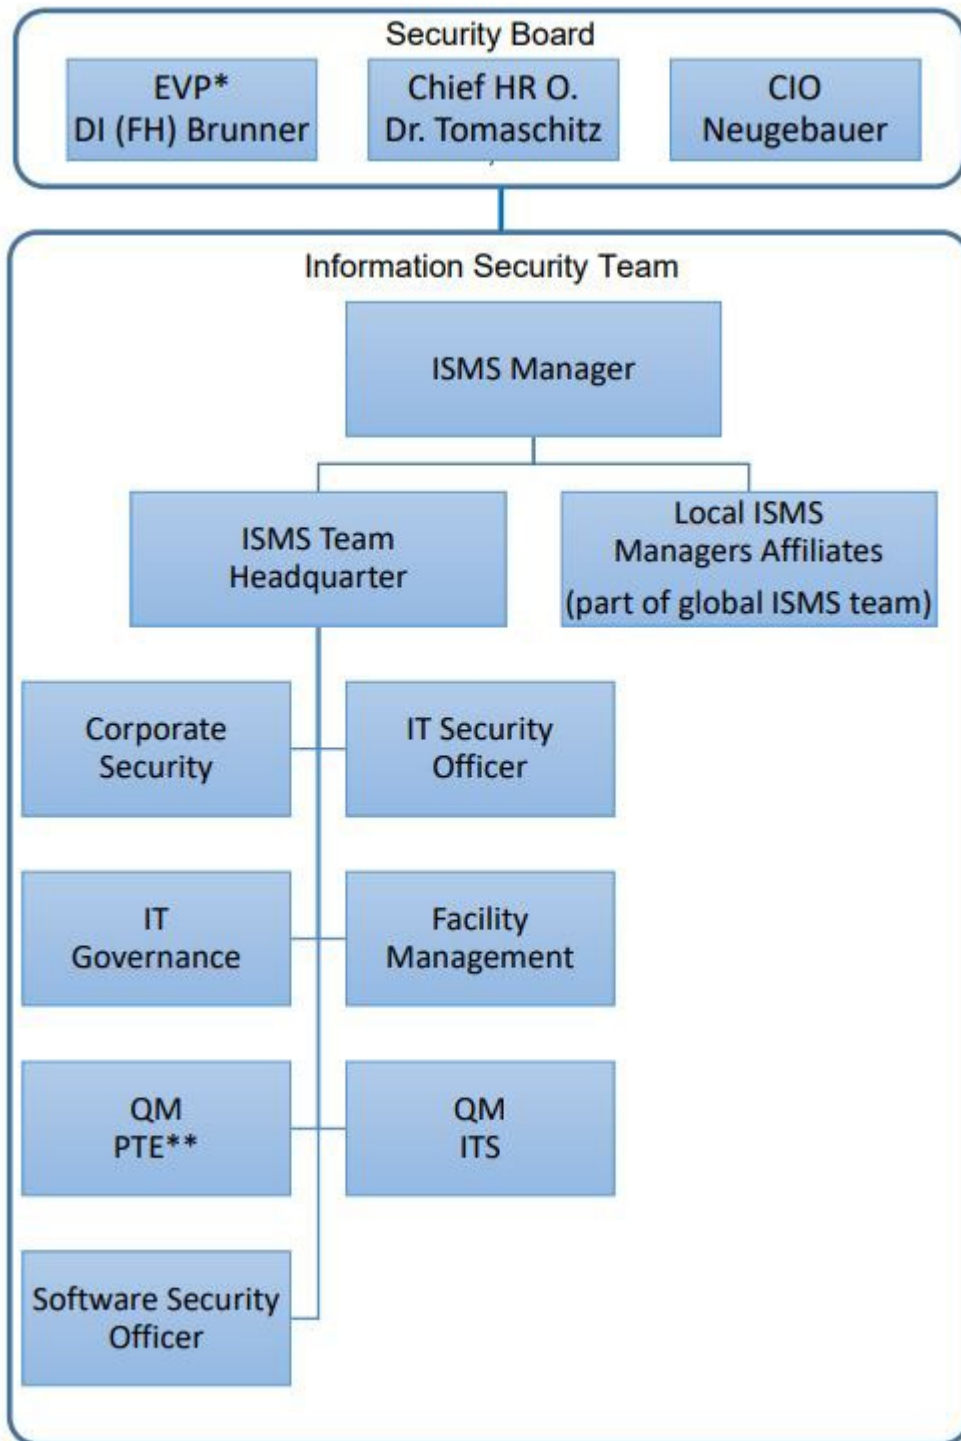 Security Board
EVP*
DI (FH) Brunner
Chief HR O.
Dr. Tomaschitz
,
CIO
Neugebauer
Information Security Team
ISMS Manager
ISMS Team
Headquarter
Local ISMS
Managers Affiliates
(part of global ISMS team)
Corporate
Security
IT Security
Officer
IT
Governance
Facility
Management
QM
PTE**
QM
ITS
Software Security
Officer